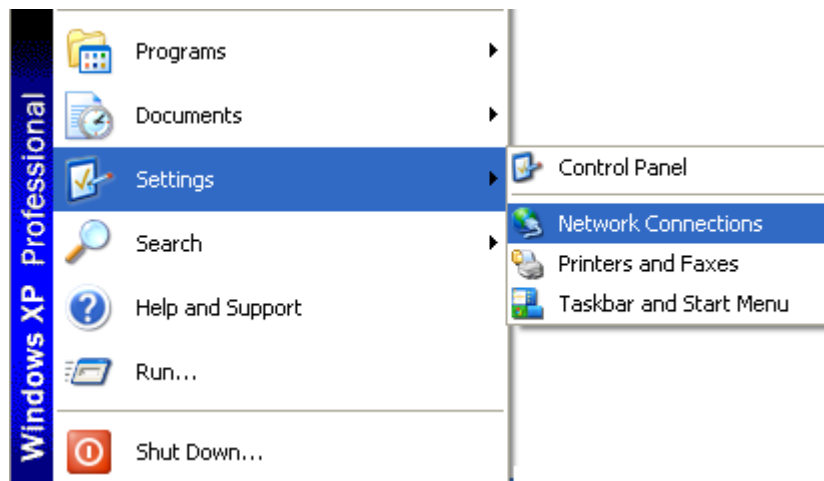 Windows XP Professional
Programs
Documents
Settings
Search
Help and Support
Run...
Shut Down...
Control Panel
Network Connections
Printers and Faxes
Taskbar and Start Menu